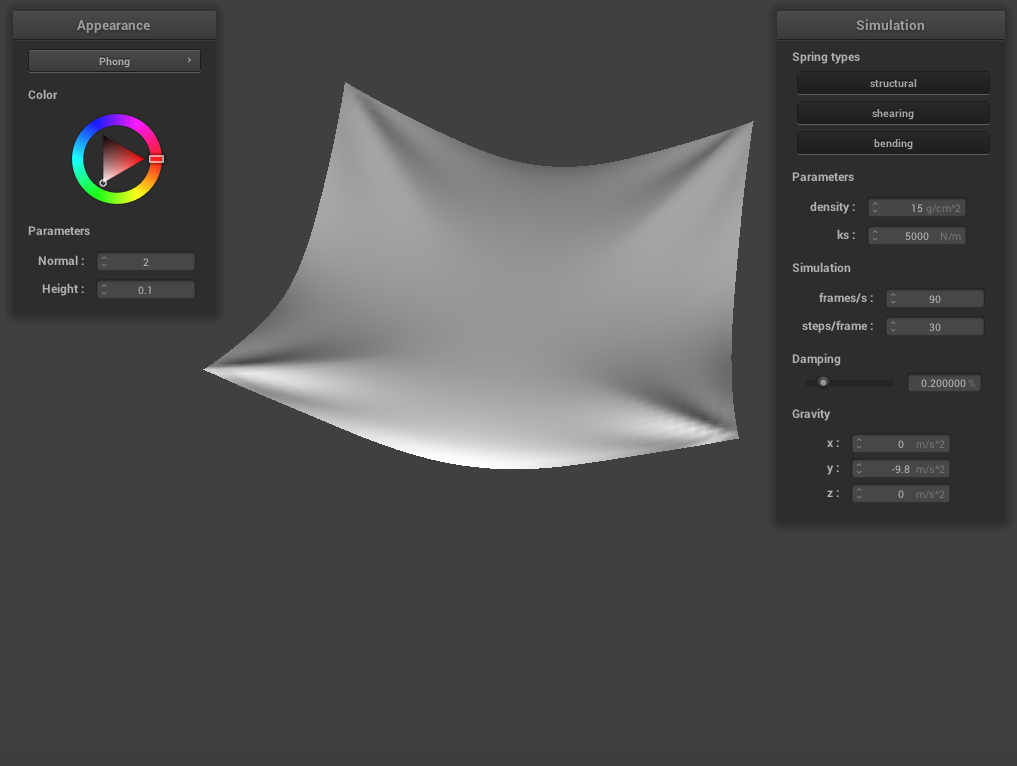 Appearance
Phong ›
Color
Parameters
Normal : 2
Height : 0.1
Simulation
Spring types
structural
shearing
bending
Parameters
density : 15 g/cm^2
ks : 5000 N/m
Simulation
frames/s : 90
steps/frame : 30
Damping
0.200000 %
Gravity
x : 0 m/s^2
y : -9.8 m/s^2
z : 0 m/s^2